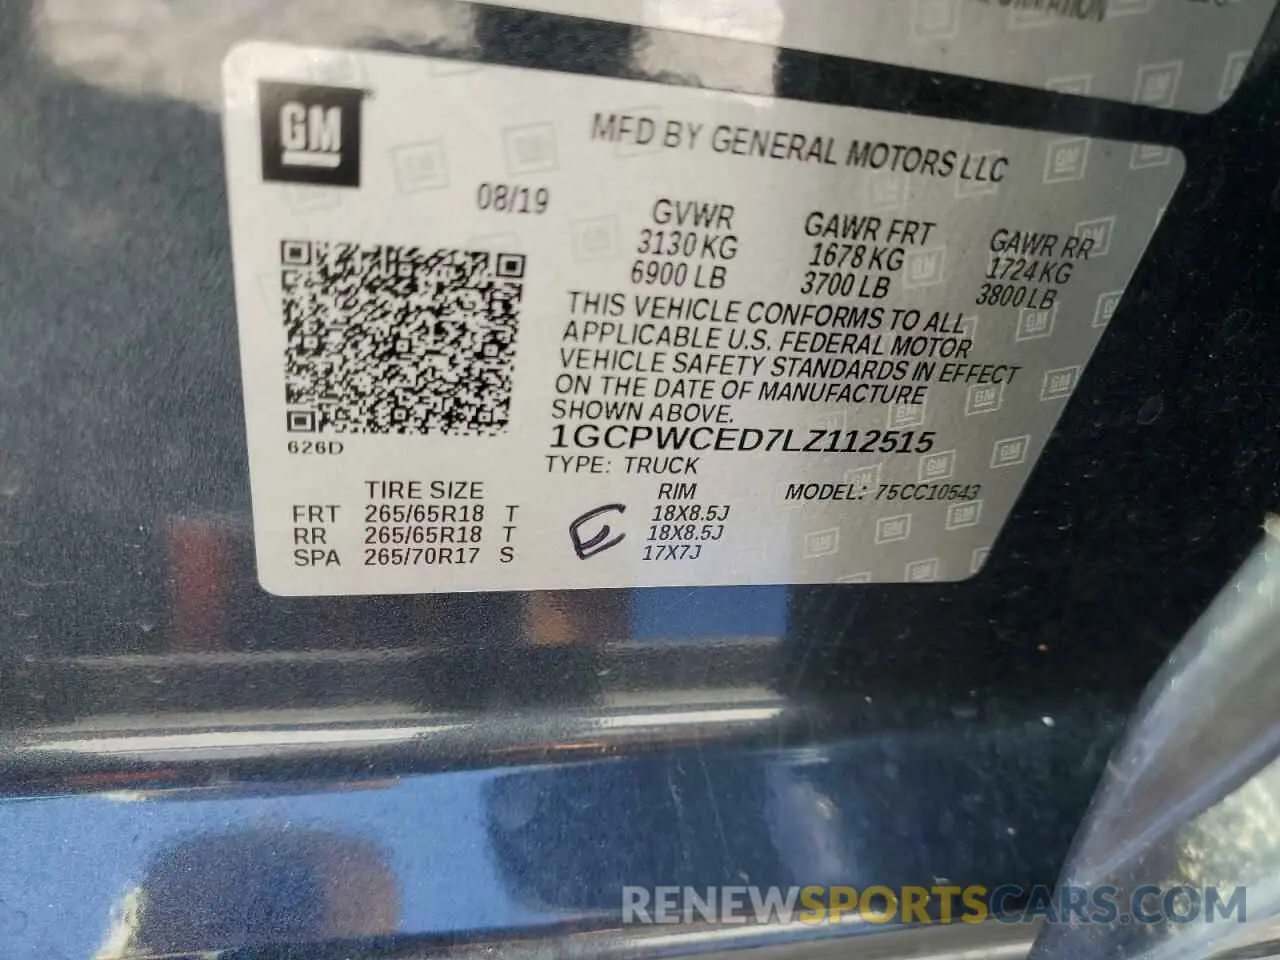 GM
MFD BY GENERAL MOTORS LLC
08/19
GVWR GAWR FRT GAWR RR
3130 KG 1678 KG 1724 KG
6900 LB 3700 LB 3800 LB
THIS VEHICLE CONFORMS TO ALL
APPLICABLE U.S. FEDERAL MOTOR
VEHICLE SAFETY STANDARDS IN EFFECT
ON THE DATE OF MANUFACTURE
SHOWN ABOVE.
626D
1GCPWCED7LZ112515
TYPE: TRUCK
TIRE SIZE RIM MODEL: 75CC10543
FRT 265/65R18 T 18X8.5J
RR 265/65R18 T 18X8.5J
SPA 265/70R17 S 17X7J
RENEWSPORTSCARS.COM